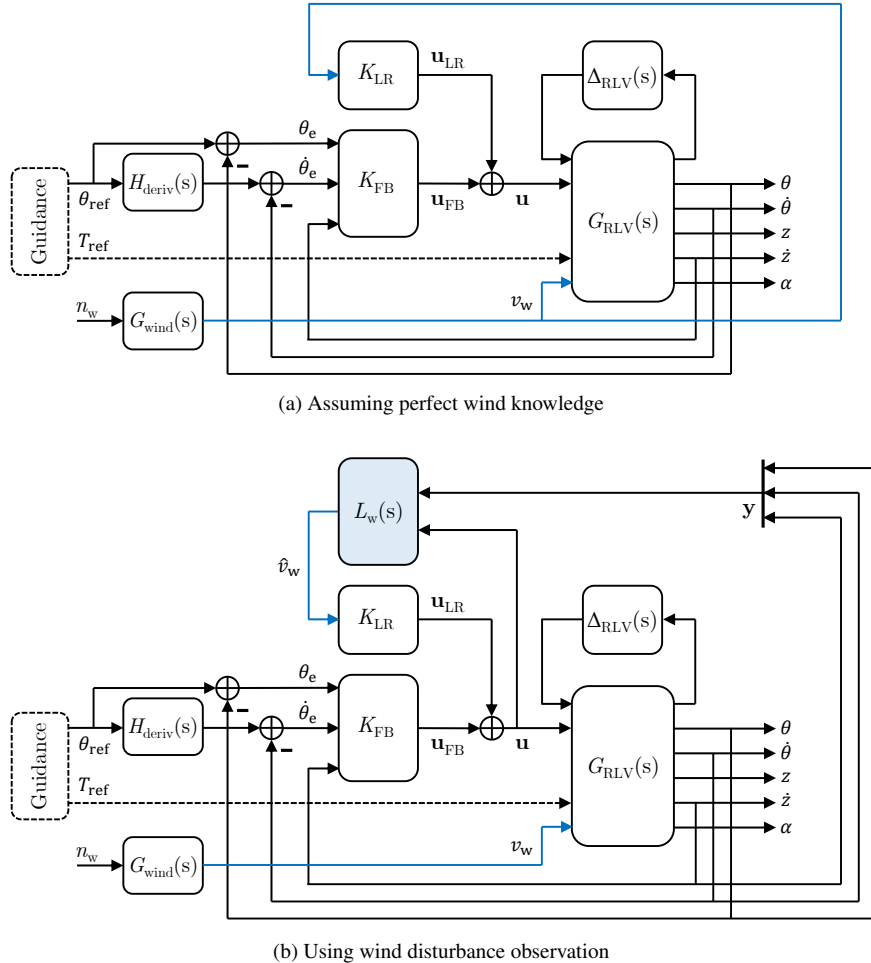 K_LR
u_LR
Δ_RLV(s)
θ_e
Guidance
θ_ref
H_deriv(s)
θ̇_e
K_FB
u_FB
u
G_RLV(s)
θ
θ̇
z
ż
α
T_ref
n_w
G_wind(s)
v_w
(a) Assuming perfect wind knowledge
L_w(s)
y
v̂_w
K_LR
u_LR
Δ_RLV(s)
θ_e
Guidance
θ_ref
H_deriv(s)
θ̇_e
K_FB
u_FB
u
G_RLV(s)
θ
θ̇
z
ż
α
T_ref
n_w
G_wind(s)
v_w
(b) Using wind disturbance observation